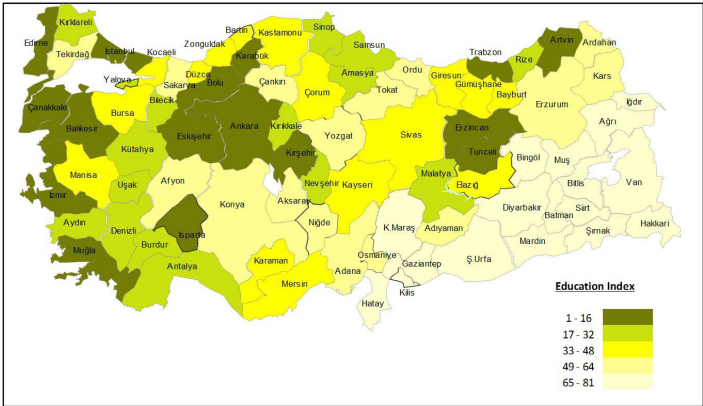 Kırklareli
Edirne
Tekirdağ
İstanbul
Kocaeli
Yalova
Sakarya
Düzce
Zonguldak
Bartın
Karabük
Kastamonu
Sinop
Samsun
Ordu
Giresun
Trabzon
Rize
Artvin
Ardahan
Kars
Gümüşhane
Bayburt
Erzurum
Iğdır
Ağrı
Çanakkale
Balıkesir
Bursa
Bilecik
Bolu
Çankırı
Çorum
Amasya
Tokat
Eskişehir
Ankara
Kırıkkale
Yozgat
Sivas
Erzincan
Tunceli
Bingöl
Muş
Kütahya
Manisa
Uşak
Afyon
Kırşehir
Nevşehir
Kayseri
Malatya
Elazığ
Bitlis
Van
İzmir
Aydın
Denizli
Isparta
Konya
Aksaray
Niğde
K.Maraş
Adıyaman
Diyarbakır
Batman
Siirt
Hakkari
Muğla
Burdur
Antalya
Karaman
Mersin
Adana
Osmaniye
Gaziantep
Ş.Urfa
Mardin
Şırnak
Kilis
Hatay
Education Index
1 - 16
17 - 32
33 - 48
49 - 64
65 - 81